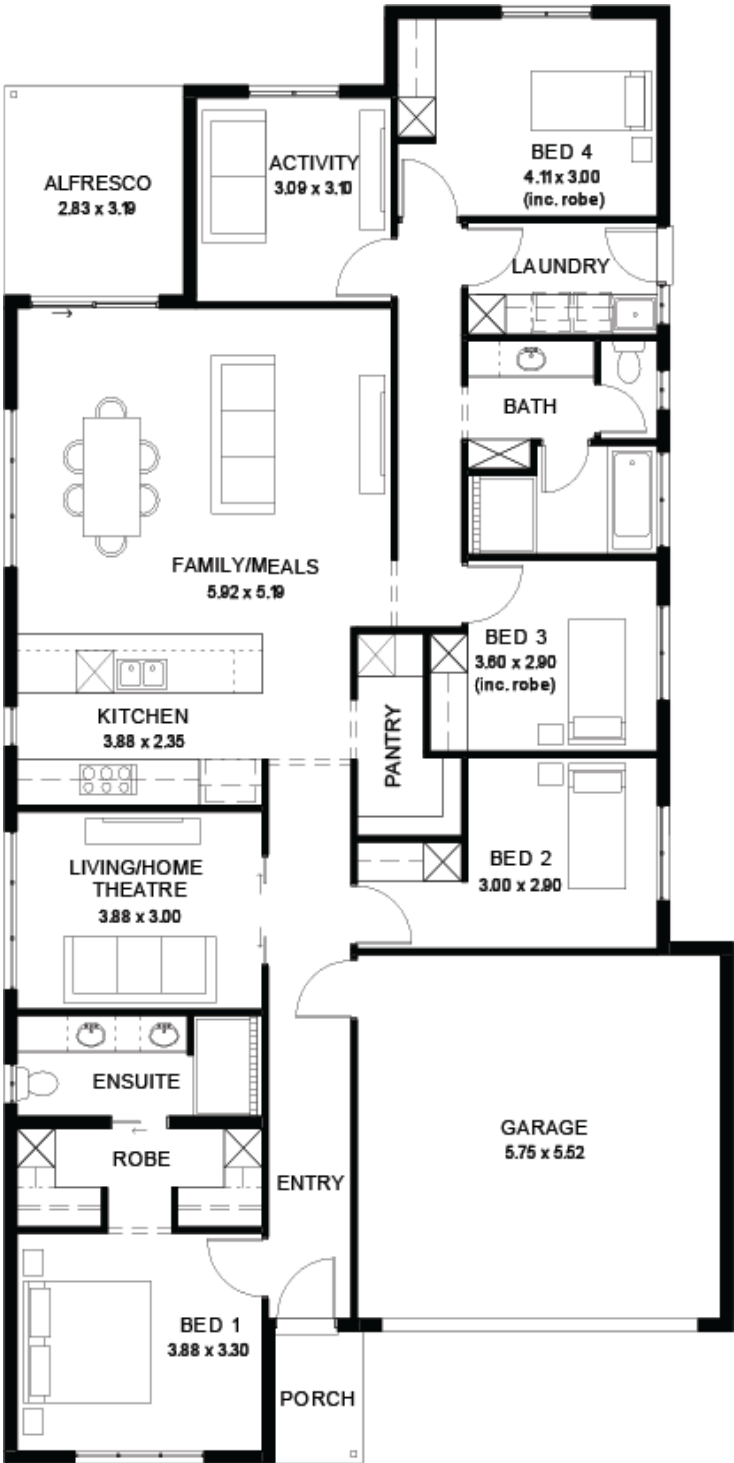 BED 4
4.11 x 3.00
(inc. robe)
ACTIVITY
3.09 x 3.10
ALFRESCO
2.83 x 3.19
LAUNDRY
BATH
FAMILY/MEALS
5.92 x 5.19
BED 3
3.60 x 2.90
(inc. robe)
KITCHEN
3.88 x 2.35
PANTRY
BED 2
3.00 x 2.90
LIVING/HOME
THEATRE
3.88 x 3.00
ENSUITE
ROBE
GARAGE
5.75 x 5.52
ENTRY
BED 1
3.88 x 3.30
PORCH